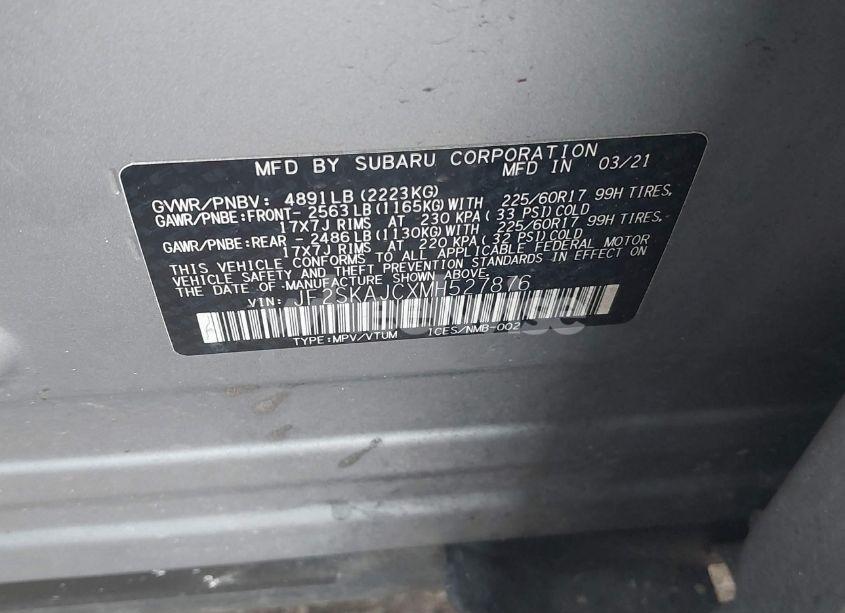 MFD BY SUBARU CORPORATION
MFD IN 03/21
GVWR/PNBV: 4891LB (2223KG)
GAWR/PNBE:FRONT- 2563LB(1165KG)WITH 225/60R17 99H TIRES,
17X7J RIMS AT 230 KPA( 33 PSI)COLD
GAWR/PNBE:REAR -2486LB(1130KG)WITH 225/60R17 99H TIRES,
17X7J RIMS AT 220 KPA( 32 PSI)COLD
THIS VEHICLE CONFORMS TO ALL APPLICABLE FEDERAL MOTOR
VEHICLE SAFETY AND THEFT PREVENTION STANDARDS IN EFFECT ON
THE DATE OF MANUFACTURE SHOWN ABOVE.
VIN: JF2SKAJCXMH527876
TYPE:MPV/VTUM ICES/NMB-002